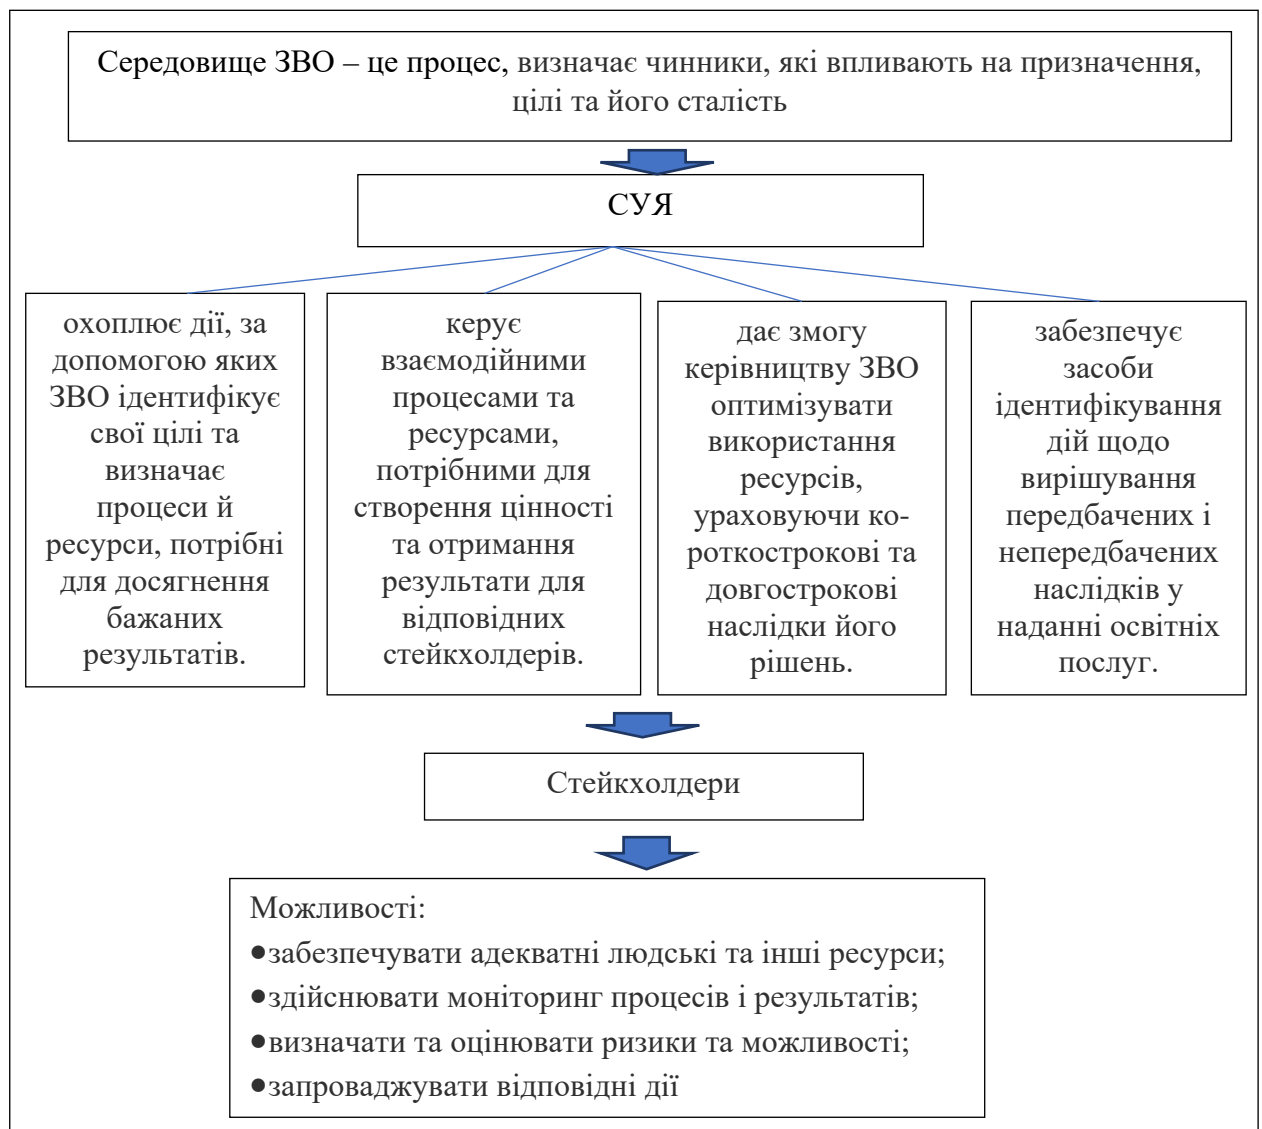 Середовище ЗВО – це процес, визначає чинники, які впливають на призначення,
цілі та його сталість
СУЯ
охоплює дії, за
допомогою яких
ЗВО ідентифікує
свої цілі та
визначає
процеси й
ресурси, потрібні
для досягнення
бажаних
результатів.
керує
взаємодійними
процесами та
ресурсами,
потрібними для
створення цінності
та отримання
результати для
відповідних
стейкхолдерів.
дає змогу
керівництву ЗВО
оптимізувати
використання
ресурсів,
ураховуючи ко-
роткострокові та
довгострокові
наслідки його
рішень.
забезпечує
засоби
ідентифікування
дій щодо
вирішування
передбачених і
непередбачених
наслідків у
наданні освітніх
послуг.
Стейкхолдери
Можливості:
●забезпечувати адекватні людські та інші ресурси;
●здійснювати моніторинг процесів і результатів;
●визначати та оцінювати ризики та можливості;
●запроваджувати відповідні дії